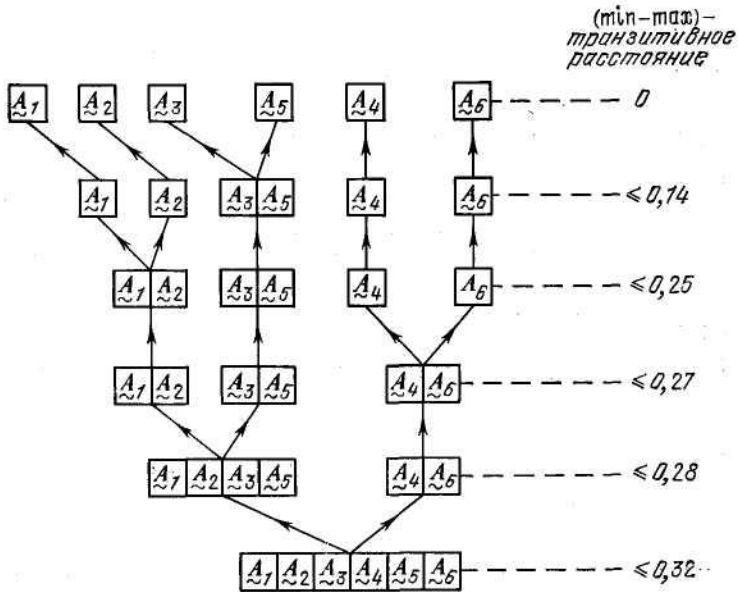 (min-max)-
транзитивное
расстояние
A1 A2 A3 A5 A4 A6 0
A1 A2 A3 A5 A4 A6 ≤0,14
A1 A2 A3 A5 A4 A6 ≤0,25
A1 A2 A3 A5 A4 A6 ≤0,27
A1 A2 A3 A5 A4 A6 ≤0,28
A1 A2 A3 A4 A5 A6 ≤0,32